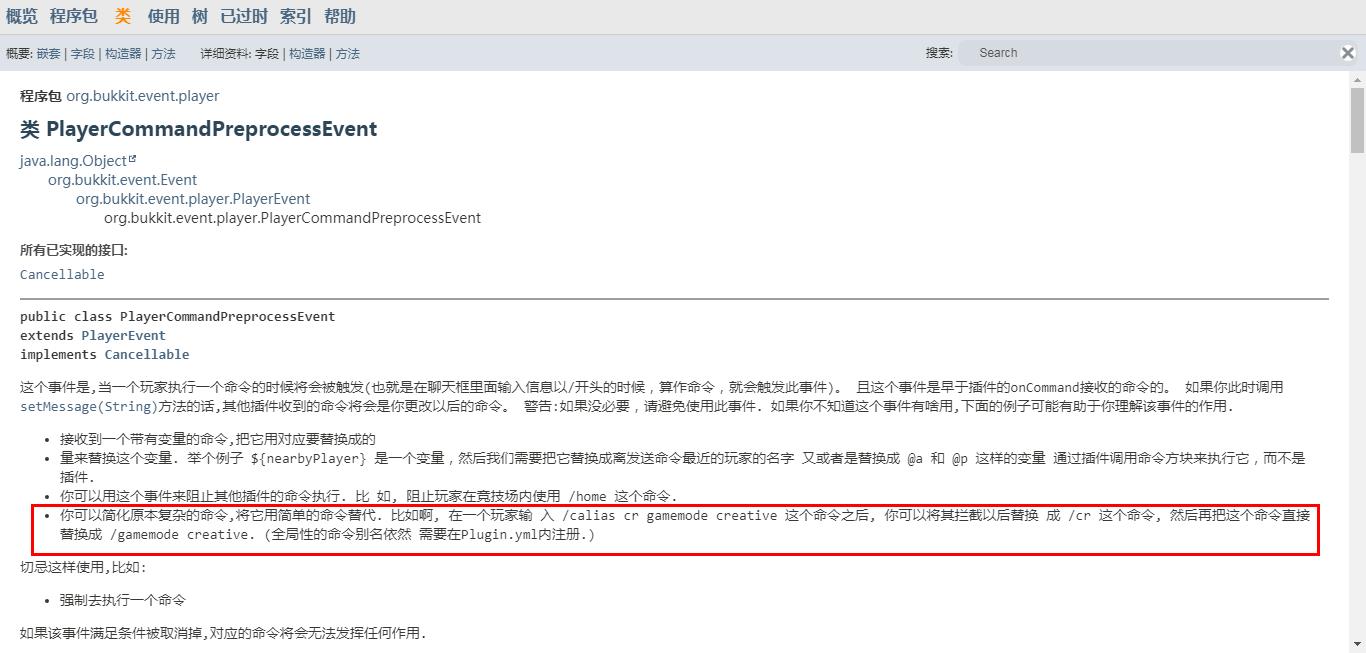 概览 程序包 类 使用 树 已过时 索引 帮助
概要: 嵌套 | 字段 | 构造器 | 方法 详细资料: 字段 | 构造器 | 方法 搜索: Search
程序包 org.bukkit.event.player
类 PlayerCommandPreprocessEvent
java.lang.Object
org.bukkit.event.Event
org.bukkit.event.player.PlayerEvent
org.bukkit.event.player.PlayerCommandPreprocessEvent
所有已实现的接口:
Cancellable
public class PlayerCommandPreprocessEvent
extends PlayerEvent
implements Cancellable
这个事件是,当一个玩家执行一个命令的时候将会被触发(也就是在聊天框里面输入信息以/开头的时候，算作命令，就会触发此事件)。 且这个事件是早于插件的onCommand接收的命令的。 如果你此时调用
setMessage(String)方法的话,其他插件收到的命令将会是你更改以后的命令。 警告:如果没必要，请避免使用此事件. 如果你不知道这个事件有啥用,下面的例子可能有助于你理解该事件的作用.
• 接收到一个带有变量的命令,把它用对应要替换成的
• 量来替换这个变量. 举个例子 ${nearbyPlayer} 是一个变量，然后我们需要把它替换成离发送命令最近的玩家的名字 又或者是替换成 @a 和 @p 这样的变量 通过插件调用命令方块来执行它，而不是
插件.
• 你可以用这个事件来阻止其他插件的命令执行. 比 如, 阻止玩家在竞技场内使用 /home 这个命令.
• 你可以简化原本复杂的命令,将它用简单的命令替代. 比如啊, 在一个玩家输 入 /calias cr gamemode creative 这个命令之后, 你可以将其拦截以后替换 成 /cr 这个命令, 然后再把这个命令直接
替换成 /gamemode creative. (全局性的命令别名依然 需要在Plugin.yml内注册.)
切忌这样使用,比如:
• 强制去执行一个命令
如果该事件满足条件被取消掉,对应的命令将会无法发挥任何作用.